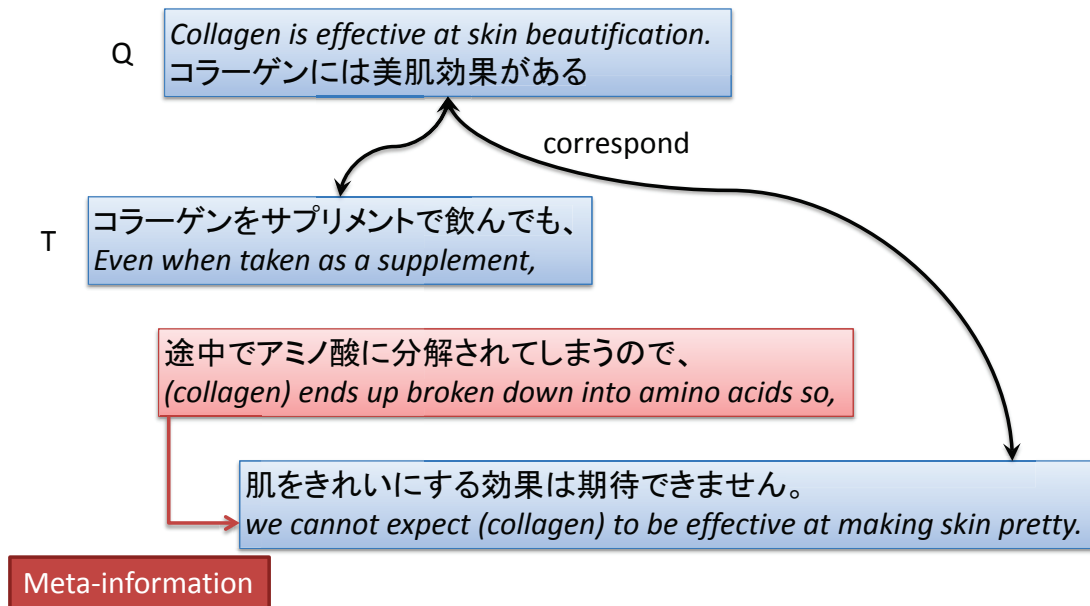 Q
Collagen is effective at skin beautification.
コラーゲンには美肌効果がある
correspond
T
コラーゲンをサプリメントで飲んでも、
Even when taken as a supplement,
途中でアミノ酸に分解されてしまうので、
(collagen) ends up broken down into amino acids so,
肌をきれいにする効果は期待できません。
we cannot expect (collagen) to be effective at making skin pretty.
Meta-information